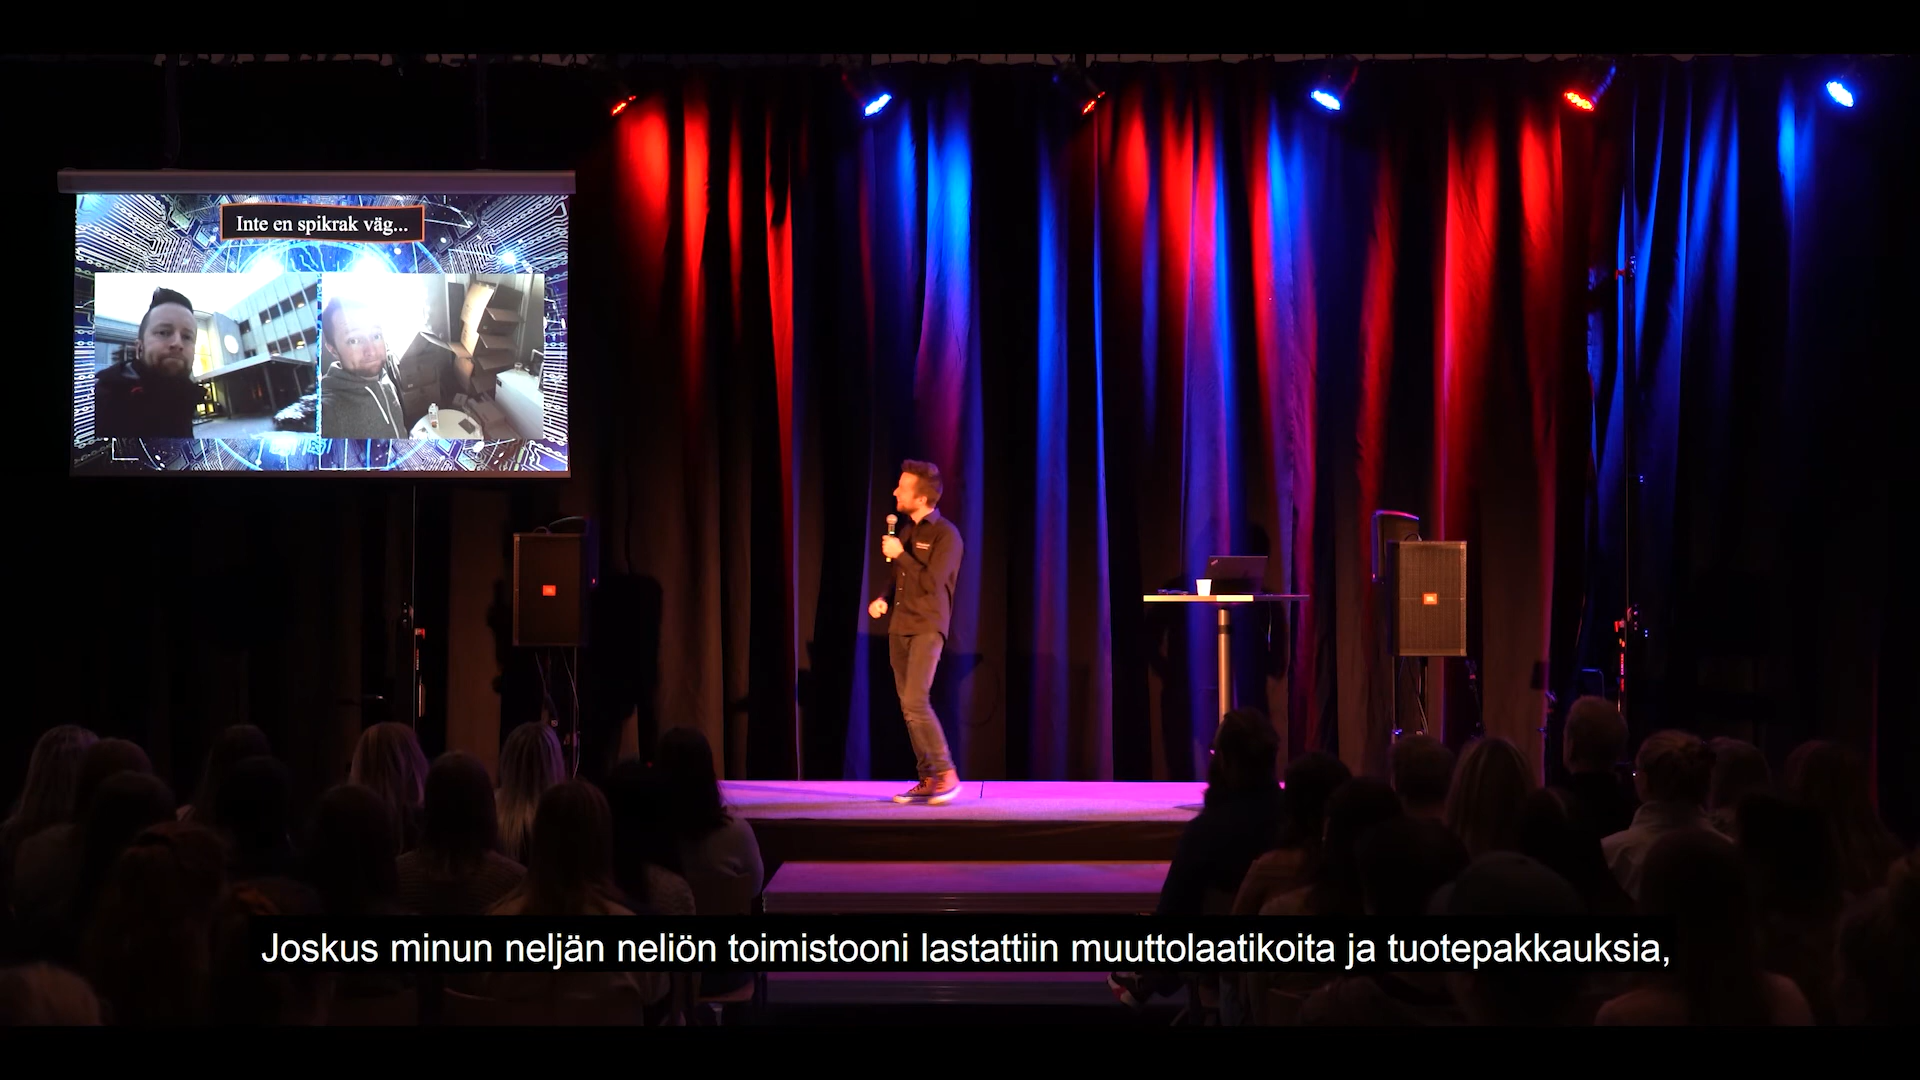 Inte en spikrak väg...
Joskus minun neljän neliön toimistooni lastattiin muuttolaatikoita ja tuotepakkauksia,